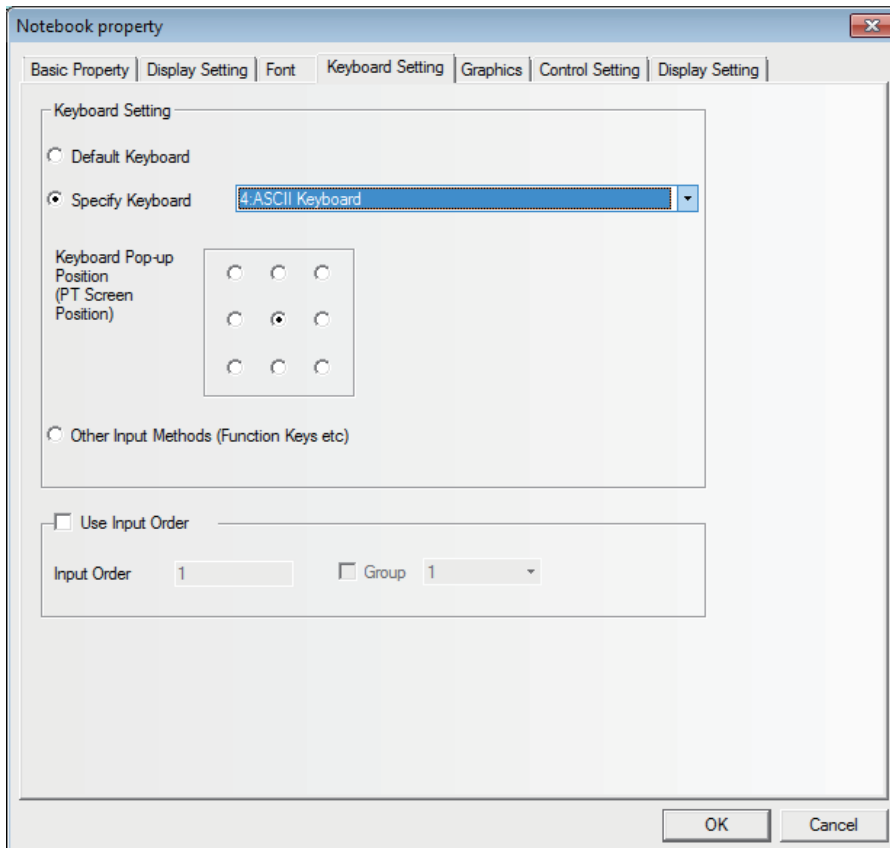 Notebook property
Basic Property Display Setting Font Keyboard Setting Graphics Control Setting Display Setting
Keyboard Setting
Default Keyboard
Specify Keyboard 4:ASCII Keyboard
Keyboard Pop-up
Position
(PT Screen
Position)
Other Input Methods (Function Keys etc)
Use Input Order
Input Order 1 Group 1
OK Cancel